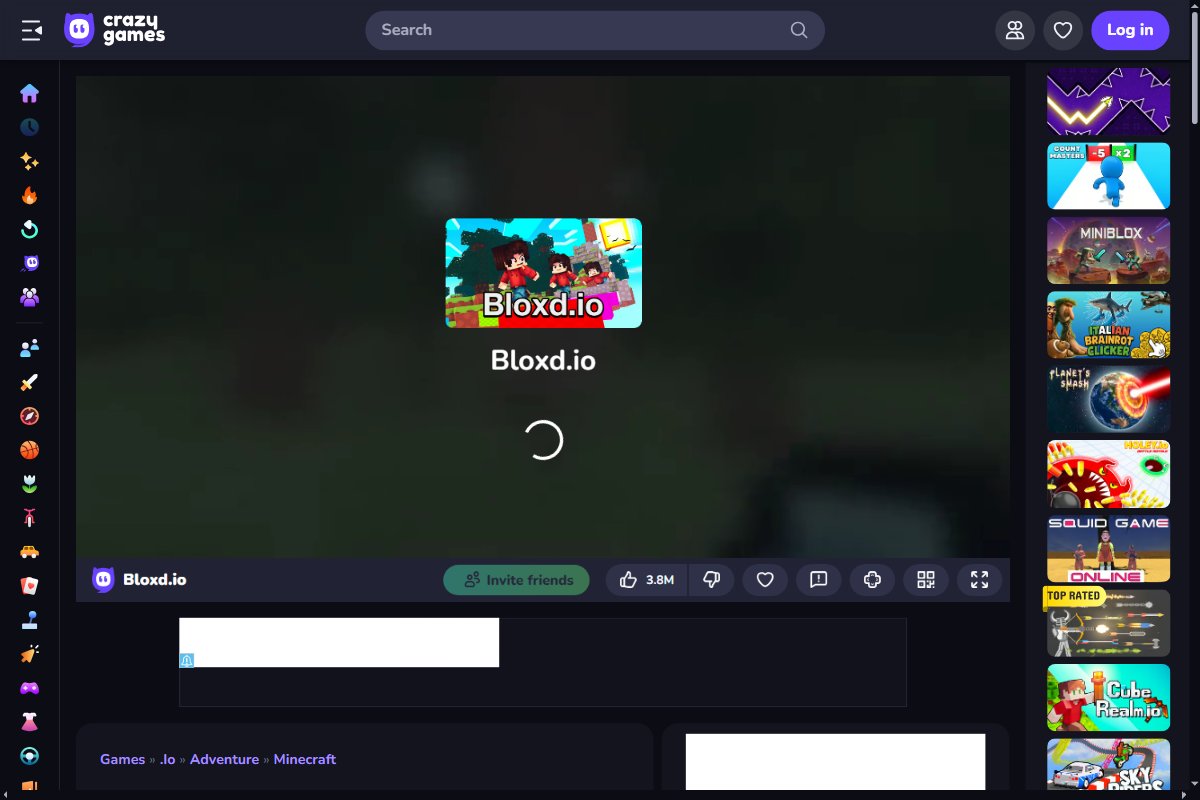 crazy
games
Search
Log in
COUNT
MASTERS
-5
x2
MINIBLOX
ITALIAN
BRAINROT
CLICKER
PLANET'S
SMASH
HOLEY.IO
Bloxd.io
Bloxd.io
SQUID GAME
ONLINE
Bloxd.io
Invite friends
3.8M
TOP RATED
Cube
Realm.io
Games » .Io » Adventure » Minecraft
SKY
RIDERS